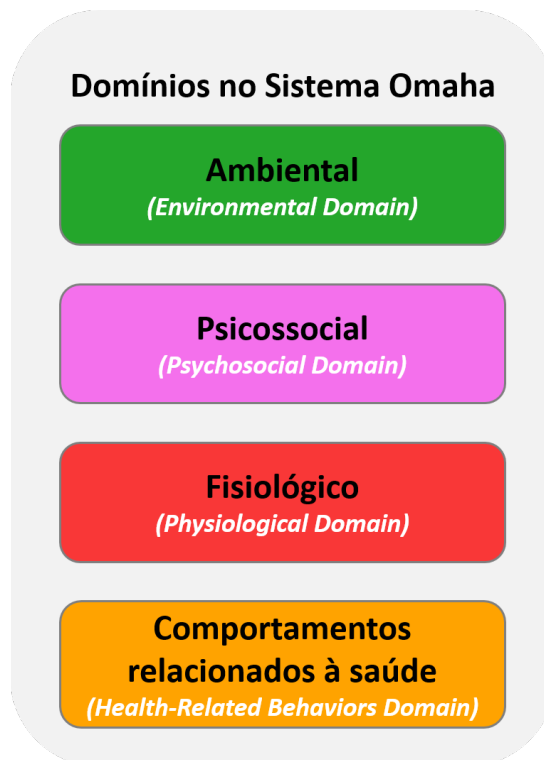 Domínios no Sistema Omaha
Ambiental
(Environmental Domain)
Psicossocial
(Psychosocial Domain)
Fisiológico
(Physiological Domain)
Comportamentos
relacionados à saúde
(Health-Related Behaviors Domain)